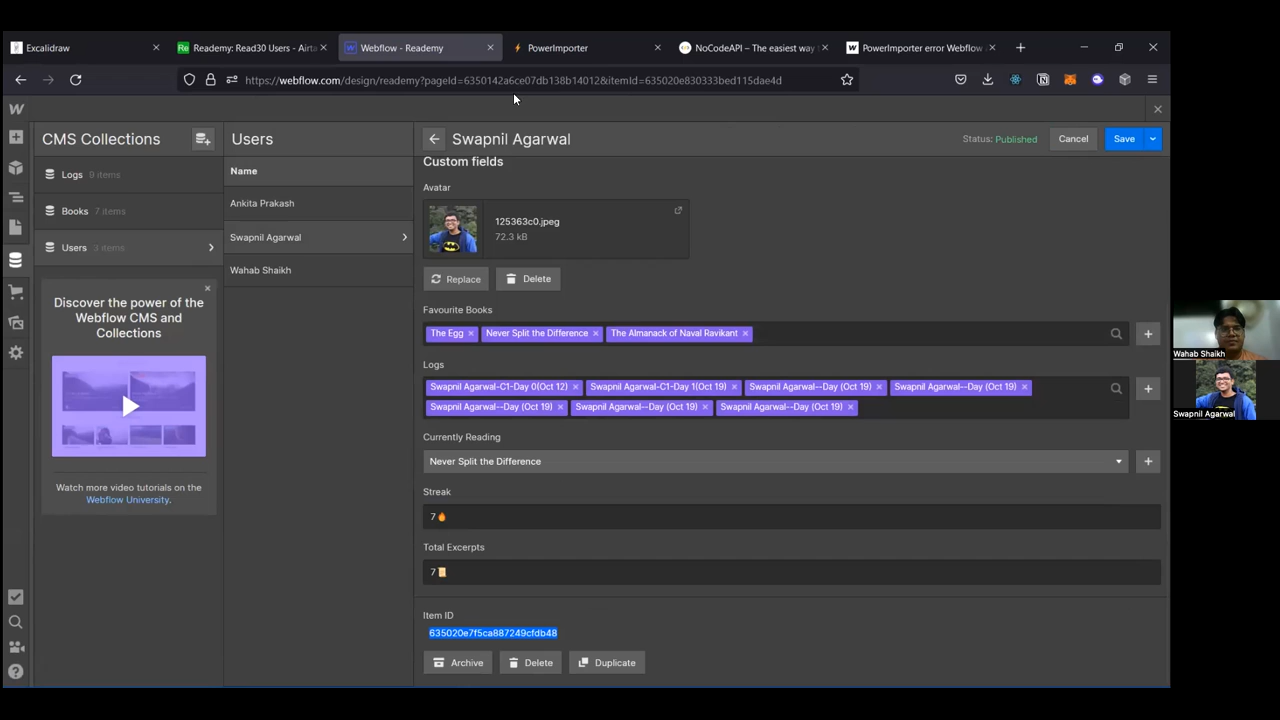 Excalidraw
Reademy: Read30 Users - Airta
Webflow - Reademy
PowerImporter
NoCodeAPI – The easiest way t
PowerImporter error Webflow
https://webflow.com/design/reademy?pageId=6350142a6ce07db138b14012&itemId=635020e830333bed115dae4d
CMS Collections
Users
Swapnil Agarwal
Status: Published
Cancel
Save
Logs 9 items
Books 7 items
Users 3 items
Discover the power of the
Webflow CMS and
Collections
Watch more video tutorials on the
Webflow University.
Name
Ankita Prakash
Swapnil Agarwal
Wahab Shaikh
Custom fields
Avatar
125363c0.jpeg
72.3 kB
Replace
Delete
Favourite Books
The Egg
Never Split the Difference
The Almanack of Naval Ravikant
Logs
Swapnil Agarwal-C1-Day 0(Oct 12)
Swapnil Agarwal-C1-Day 1(Oct 19)
Swapnil Agarwal--Day (Oct 19)
Swapnil Agarwal--Day (Oct 19)
Swapnil Agarwal--Day (Oct 19)
Swapnil Agarwal--Day (Oct 19)
Swapnil Agarwal--Day (Oct 19)
Currently Reading
Never Split the Difference
Streak
7🔥
Total Excerpts
7📜
Item ID
635020e7f5ca887249cfdb48
Archive
Delete
Duplicate
Wahab Shaikh
Swapnil Agarwal